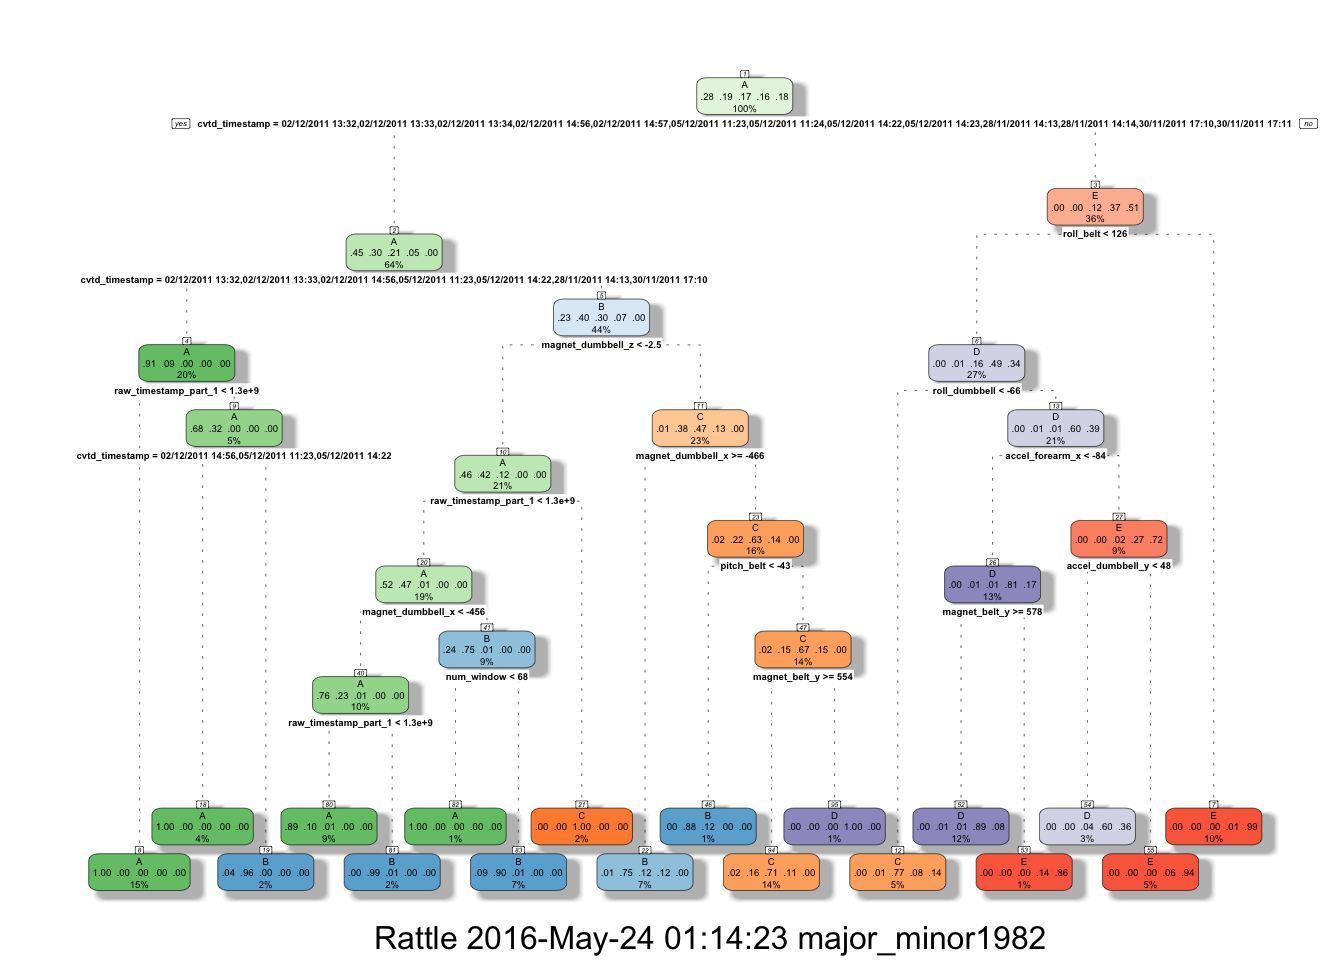 1
A
.28 .19 .17 .16 .18
100%
yes cvtd_timestamp = 02/12/2011 13:32,02/12/2011 13:33,02/12/2011 13:34,02/12/2011 14:56,02/12/2011 14:57,05/12/2011 11:23,05/12/2011 11:24,05/12/2011 14:22,05/12/2011 14:23,28/11/2011 14:13,28/11/2011 14:14,30/11/2011 17:10,30/11/2011 17:11 no
3
E
.00 .00 .12 .37 .51
36%
roll_belt < 126
2
A
.45 .30 .21 .05 .00
64%
cvtd_timestamp = 02/12/2011 13:32,02/12/2011 13:33,02/12/2011 14:56,05/12/2011 11:23,05/12/2011 14:22,28/11/2011 14:13,30/11/2011 17:10
5
B
.23 .40 .30 .07 .00
44%
magnet_dumbbell_z < -2.5
4
A
.91 .09 .00 .00 .00
20%
raw_timestamp_part_1 < 1.3e+9
6
D
.00 .01 .16 .49 .34
27%
roll_dumbbell < -66
9
A
.68 .32 .00 .00 .00
5%
cvtd_timestamp = 02/12/2011 14:56,05/12/2011 11:23,05/12/2011 14:22
11
C
.01 .38 .47 .13 .00
23%
magnet_dumbbell_x >= -466
13
D
.00 .01 .01 .60 .39
21%
accel_forearm_x < -84
10
A
.46 .42 .12 .00 .00
21%
raw_timestamp_part_1 < 1.3e+9
23
C
.02 .22 .63 .14 .00
16%
pitch_belt < -43
27
E
.00 .00 .02 .27 .72
9%
accel_dumbbell_y < 48
20
A
.52 .47 .01 .00 .00
19%
magnet_dumbbell_x < -456
26
D
.00 .01 .01 .81 .17
13%
magnet_belt_y >= 578
41
B
.24 .75 .01 .00 .00
9%
num_window < 68
47
C
.02 .15 .67 .15 .00
14%
magnet_belt_y >= 554
40
A
.76 .23 .01 .00 .00
10%
raw_timestamp_part_1 < 1.3e+9
18
A
1.00 .00 .00 .00 .00
4%
80
A
.89 .10 .01 .00 .00
9%
82
A
1.00 .00 .00 .00 .00
1%
21
C
.00 .00 1.00 .00 .00
2%
46
B
.00 .88 .12 .00 .00
1%
95
D
.00 .00 .00 1.00 .00
1%
52
D
.00 .01 .01 .89 .08
12%
54
D
.00 .00 .04 .60 .36
3%
7
E
.00 .00 .00 .01 .99
10%
8
A
1.00 .00 .00 .00 .00
15%
19
B
.04 .96 .00 .00 .00
2%
81
B
.00 .99 .01 .00 .00
2%
83
B
.09 .90 .01 .00 .00
7%
22
B
.01 .75 .12 .12 .00
7%
94
C
.02 .16 .71 .11 .00
14%
12
C
.00 .01 .77 .08 .14
5%
53
E
.00 .00 .00 .14 .86
1%
55
E
.00 .00 .00 .06 .94
5%
Rattle 2016-May-24 01:14:23 major_minor1982